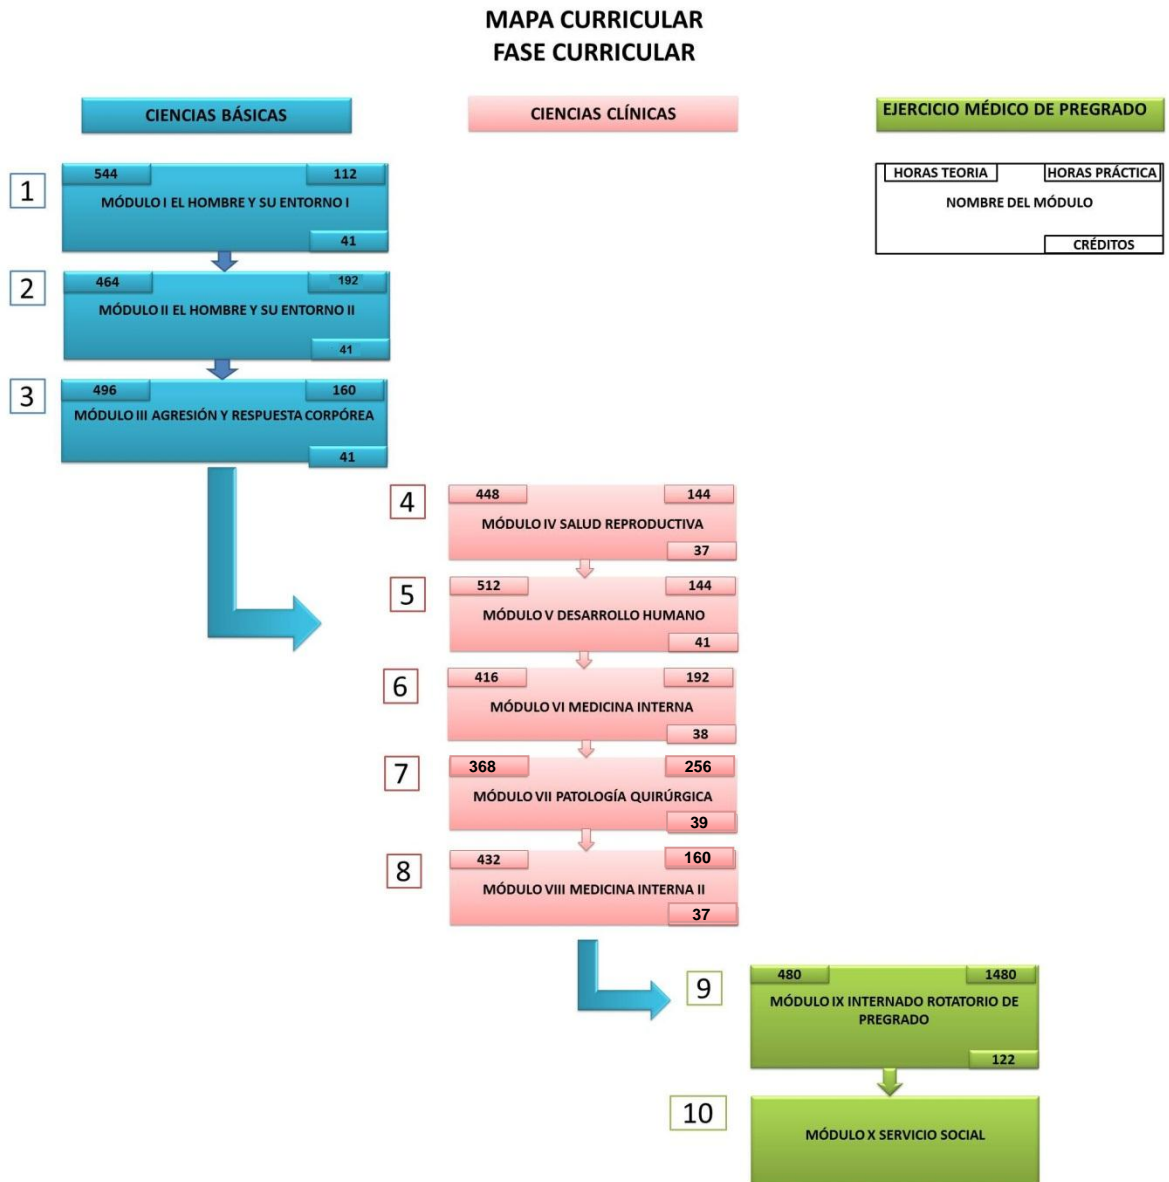 MAPA CURRICULAR
FASE CURRICULAR
CIENCIAS BÁSICAS
CIENCIAS CLÍNICAS
EJERCICIO MÉDICO DE PREGRADO
HORAS TEORIA
HORAS PRÁCTICA
NOMBRE DEL MÓDULO
CRÉDITOS
1
544
112
MÓDULO I EL HOMBRE Y SU ENTORNO I
41
2
464
192
MÓDULO II EL HOMBRE Y SU ENTORNO II
41
3
496
160
MÓDULO III AGRESIÓN Y RESPUESTA CORPÓREA
41
4
448
144
MÓDULO IV SALUD REPRODUCTIVA
37
5
512
144
MÓDULO V DESARROLLO HUMANO
41
6
416
192
MÓDULO VI MEDICINA INTERNA
38
7
368
256
MÓDULO VII PATOLOGÍA QUIRÚRGICA
39
8
432
160
MÓDULO VIII MEDICINA INTERNA II
37
9
480
1480
MÓDULO IX INTERNADO ROTATORIO DE
PREGRADO
122
10
MÓDULO X SERVICIO SOCIAL